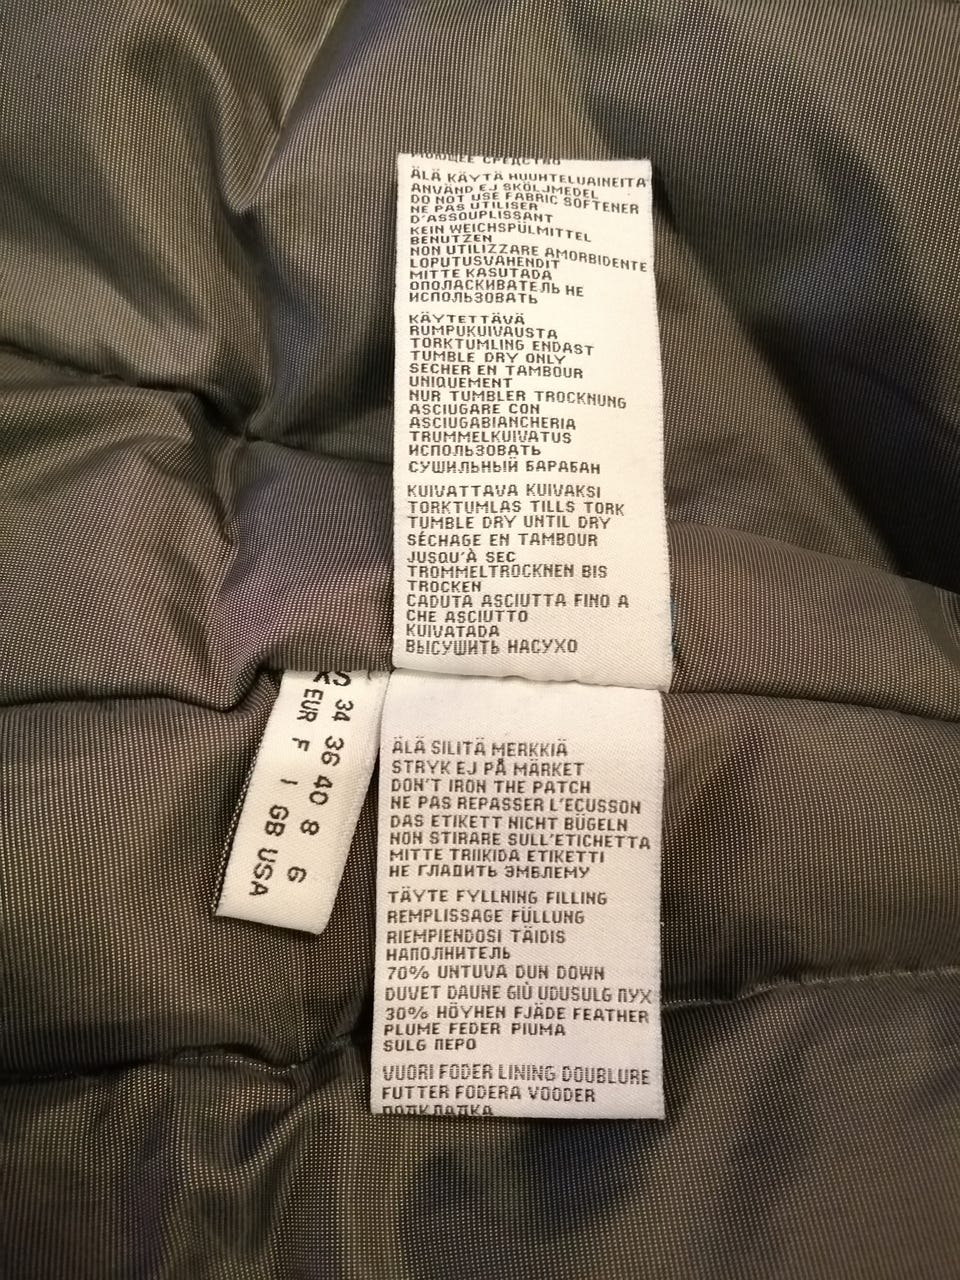 МОЮЩЕЕ СРЕДСТВО
ÄLÄ KÄYTÄ HUUHTELUAINEITA
ANVÄND EJ SKÖLJMEDEL
DO NOT USE FABRIC SOFTENER
NE PAS UTILISER
D'ASSOUPLISSANT
KEIN WEICHSPÜLMITTEL
BENUTZEN
NON UTILIZZARE AMORBIDENTE
LOPUTUSVAHENDIT
MITTE KASUTADA
ОПОЛАСКИВАТЕЛЬ НЕ
ИСПОЛЬЗОВАТЬ
KÄYTETTÄVÄ
RUMPUKUIVAUSTA
TORKTUMLING ENDAST
TUMBLE DRY ONLY
SECHER EN TAMBOUR
UNIQUEMENT
NUR TUMBLER TROCKNUNG
ASCIUGARE CON
ASCIUGABIANCHERIA
TRUMMELKUIVATUS
ИСПОЛЬЗОВАТЬ
СУШИЛЬНЫЙ БАРАБАН
KUIVATTAVA KUIVAKSI
TORKTUMLAS TILLS TORK
TUMBLE DRY UNTIL DRY
SÉCHAGE EN TAMBOUR
JUSQU'À SEC
TROMMELTROCKNEN BIS
TROCKEN
CADUTA ASCIUTTA FINO A
CHE ASCIUTTO
KUIVATADA
ВЫСУШИТЬ НАСУХО
XS
34 36 40 8 6
EUR F I GB USA
ÄLÄ SILITÄ MERKKIÄ
STRYK EJ PÅ MÄRKET
DON'T IRON THE PATCH
NE PAS REPASSER L'ECUSSON
DAS ETIKETT NICHT BÜGELN
NON STIRARE SULL'ETICHETTA
MITTE TRIIKIDA ETIKETTI
НЕ ГЛАДИТЬ ЭМБЛЕМУ
TÄYTE FYLLNING FILLING
REMPLISSAGE FÜLLUNG
RIEMPIENDOSI TÄIDIS
НАПОЛНИТЕЛЬ
70% UNTUVA DUN DOWN
DUVET DAUNE GIÙ UDUSULG ПУХ
30% HÖYHEN FJÄDE FEATHER
PLUME FEDER PIUMA
SULG ПЕРО
VUORI FODER LINING DOUBLURE
FUTTER FODERA VOODER
ПОДКЛАДКА